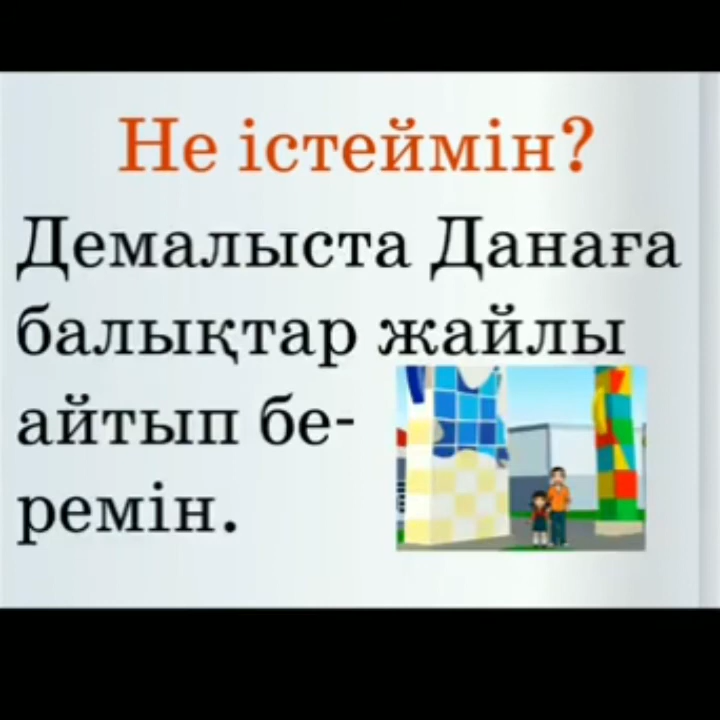 Не істеймін?
Демалыста Данаға
балықтар жайлы
айтып бе-
ремін.